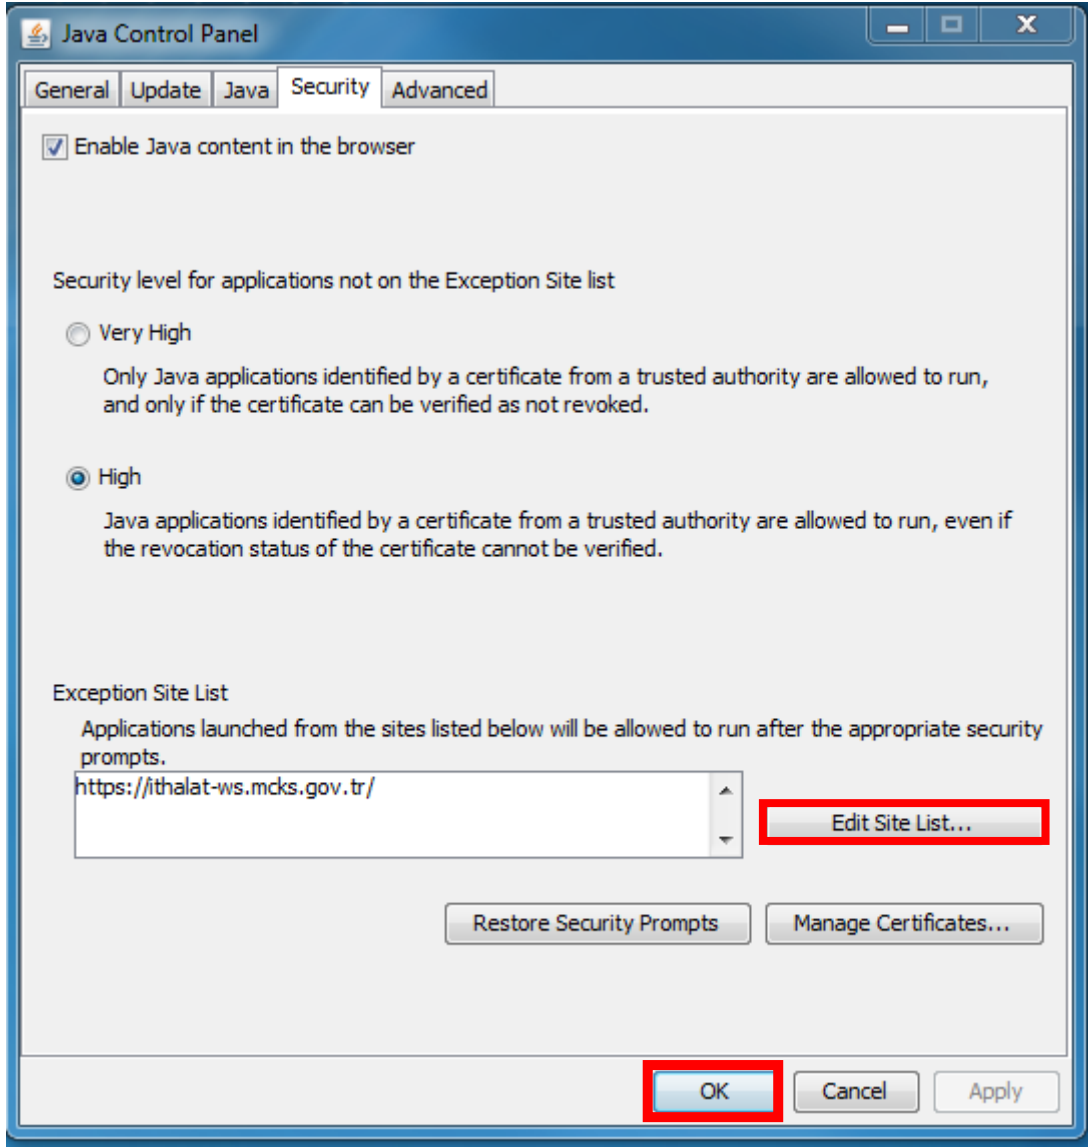 Java Control Panel
General Update Java Security Advanced
Enable Java content in the browser
Security level for applications not on the Exception Site list
Very High
Only Java applications identified by a certificate from a trusted authority are allowed to run,
and only if the certificate can be verified as not revoked.
High
Java applications identified by a certificate from a trusted authority are allowed to run, even if
the revocation status of the certificate cannot be verified.
Exception Site List
Applications launched from the sites listed below will be allowed to run after the appropriate security
prompts.
https://ithalat-ws.mcks.gov.tr/
Edit Site List...
Restore Security Prompts Manage Certificates...
OK Cancel Apply